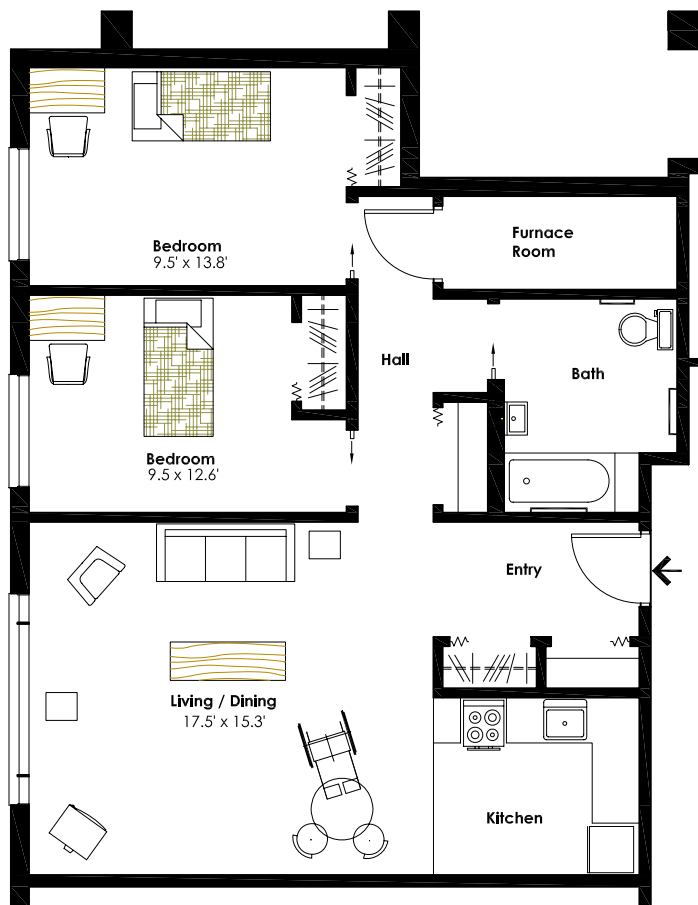 Bedroom
9.5' x 13.8'
Furnace
Room
Hall
Bath
Bedroom
9.5 x 12.6'
Entry
Living / Dining
17.5' x 15.3'
Kitchen